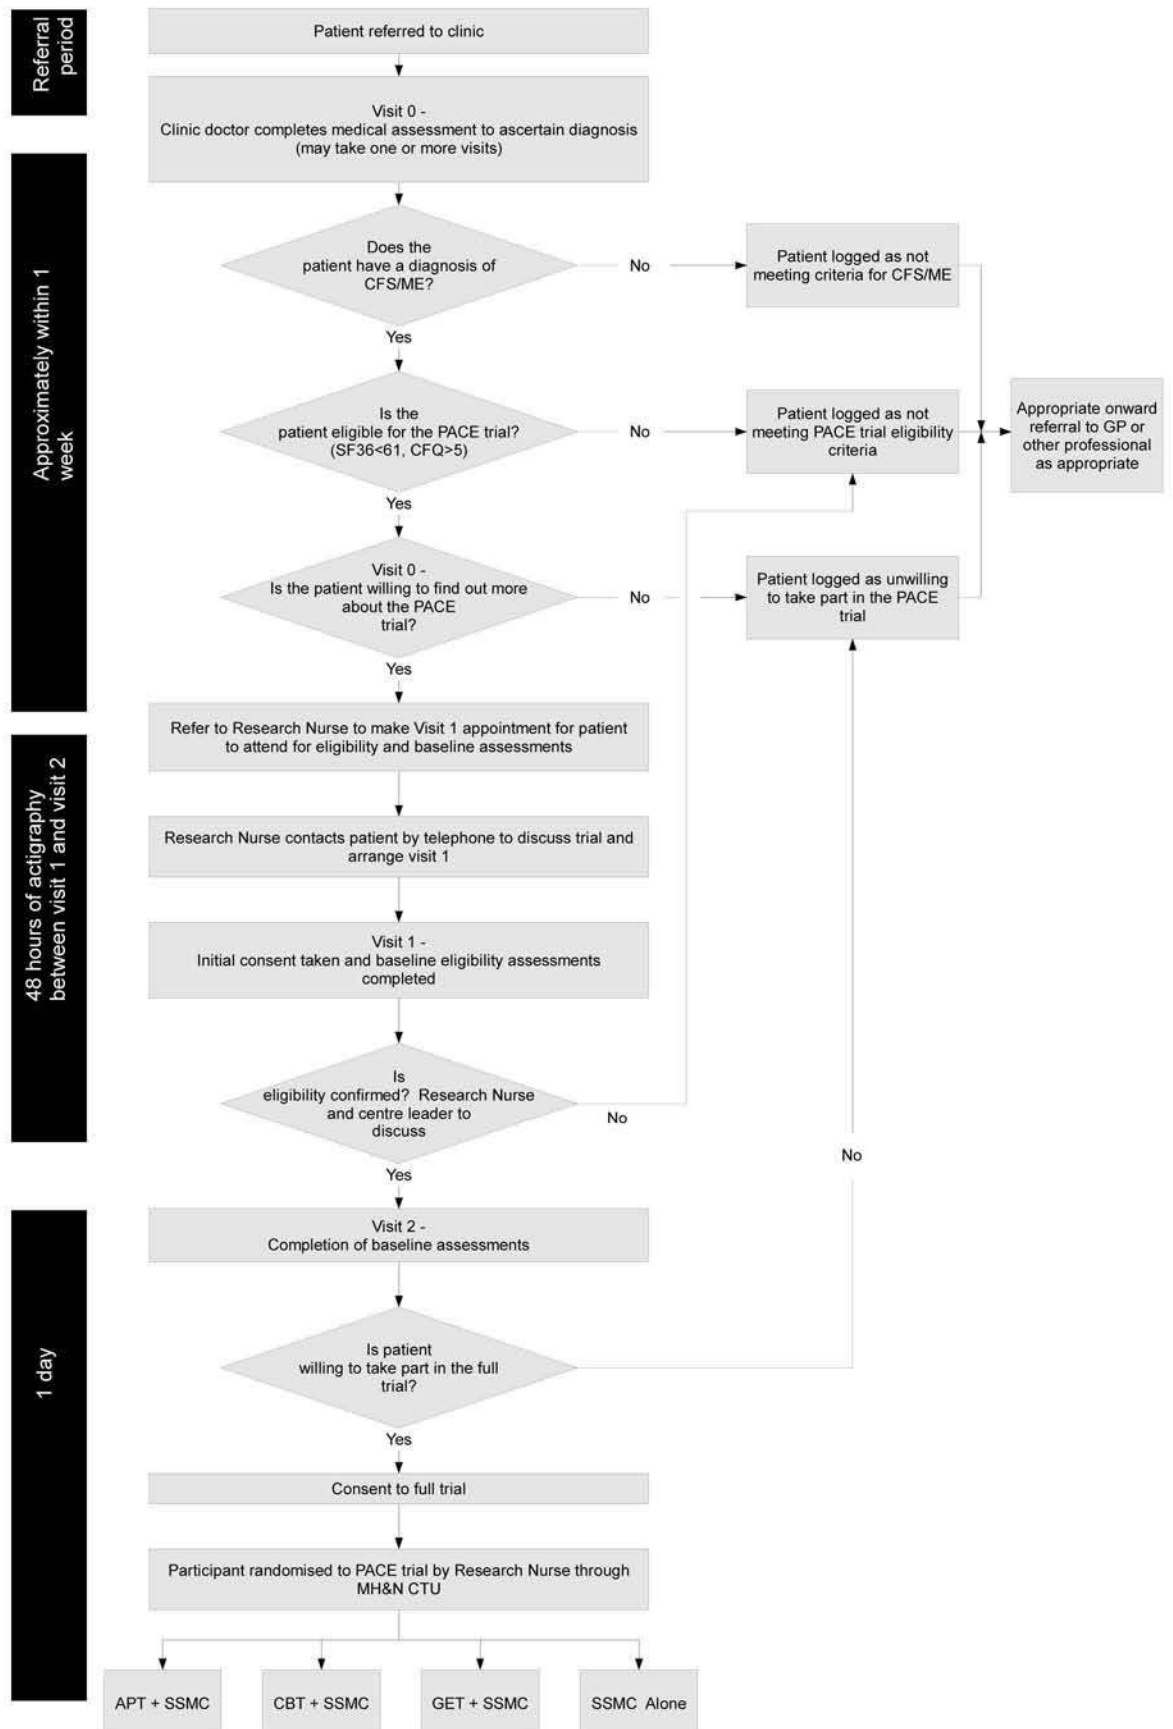 Referral
period
Patient referred to clinic
Visit 0 -
Clinic doctor completes medical assessment to ascertain diagnosis
(may take one or more visits)
Approximately within 1
week
Does the
patient have a diagnosis of
CFS/ME?
No
Patient logged as not
meeting criteria for CFS/ME
Yes
Is the
patient eligible for the PACE trial?
(SF36<61, CFQ>5)
No
Patient logged as not
meeting PACE trial eligibility
criteria
Appropriate onward
referral to GP or
other professional
as appropriate
Yes
Visit 0 -
Is the patient willing to find out more
about the PACE
trial?
No
Patient logged as unwilling
to take part in the PACE
trial
Yes
Refer to Research Nurse to make Visit 1 appointment for patient
to attend for eligibility and baseline assessments
48 hours of actigraphy
between visit 1 and visit 2
Research Nurse contacts patient by telephone to discuss trial and
arrange visit 1
Visit 1 -
Initial consent taken and baseline eligibility assessments
completed
Is
eligibility confirmed? Research Nurse
and centre leader to
discuss
No
Yes
No
1 day
Visit 2 -
Completion of baseline assessments
Is patient
willing to take part in the full
trial?
Yes
Consent to full trial
Participant randomised to PACE trial by Research Nurse through
MH&N CTU
APT + SSMC
CBT + SSMC
GET + SSMC
SSMC Alone